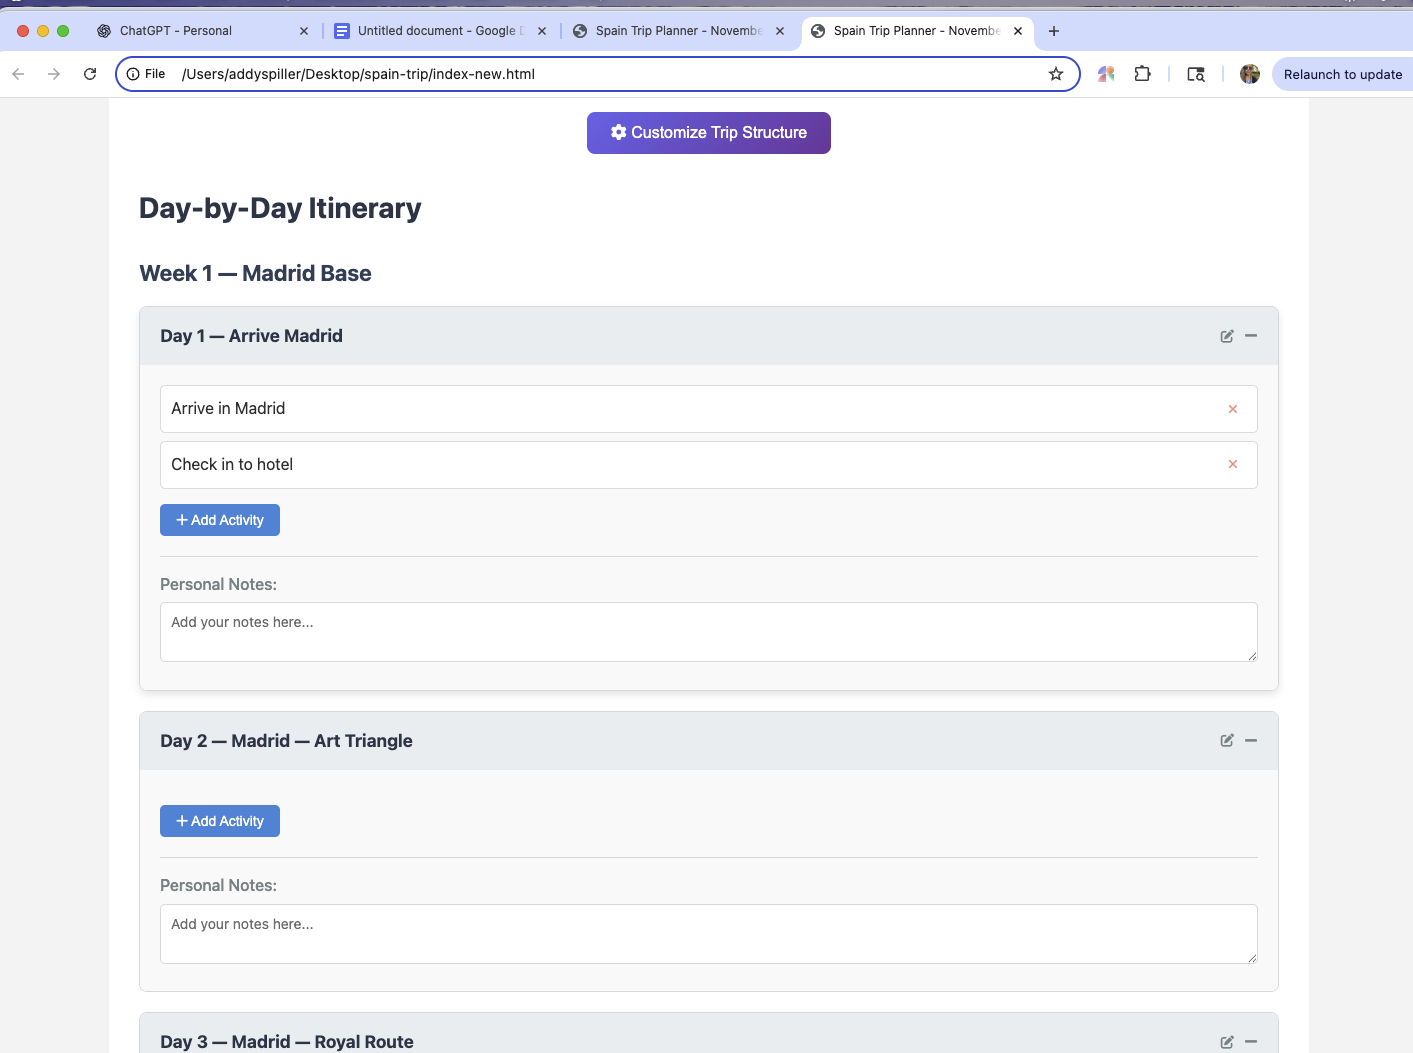 ChatGPT - Personal
Untitled document - Google D
Spain Trip Planner - Novembe
Spain Trip Planner - Novembe
File /Users/addyspiller/Desktop/spain-trip/index-new.html
Relaunch to update
Customize Trip Structure
Day-by-Day Itinerary
Week 1 — Madrid Base
Day 1 — Arrive Madrid
Arrive in Madrid
Check in to hotel
+ Add Activity
Personal Notes:
Add your notes here...
Day 2 — Madrid — Art Triangle
+ Add Activity
Personal Notes:
Add your notes here...
Day 3 — Madrid — Royal Route